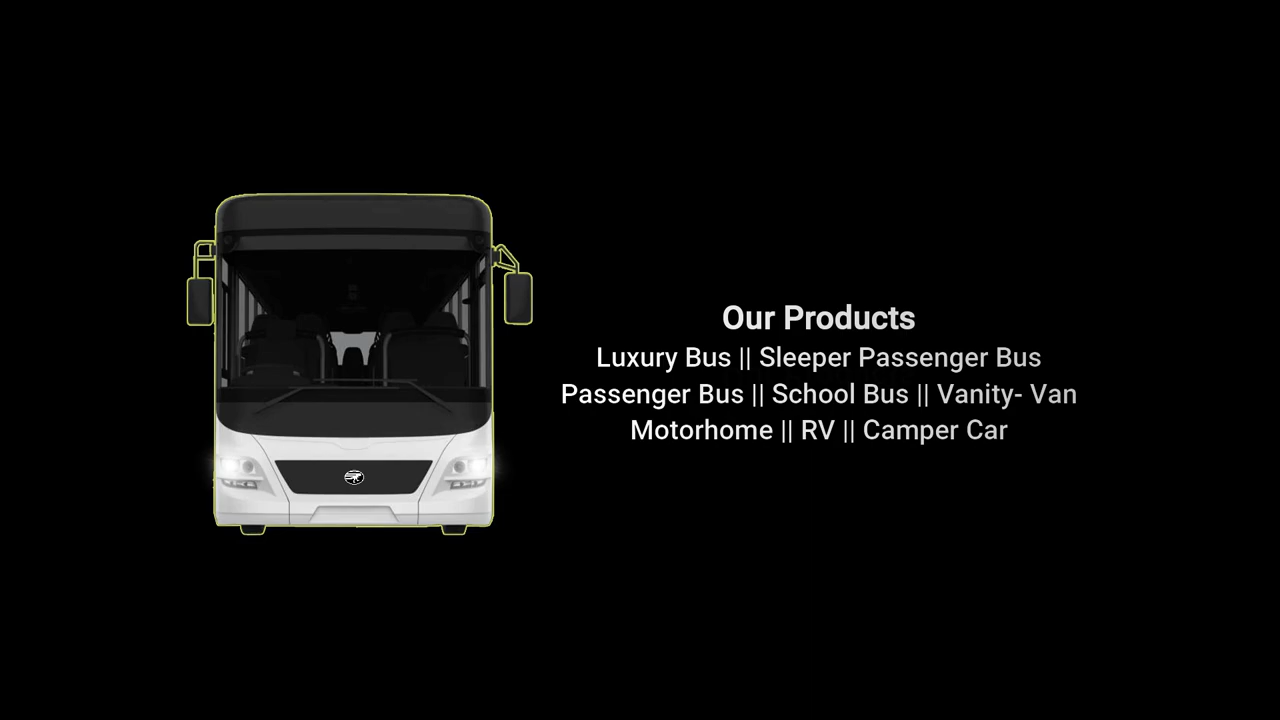 Our Products
Luxury Bus || Sleeper Passenger Bus
Passenger Bus || School Bus || Vanity- Van
Motorhome || RV || Camper Car